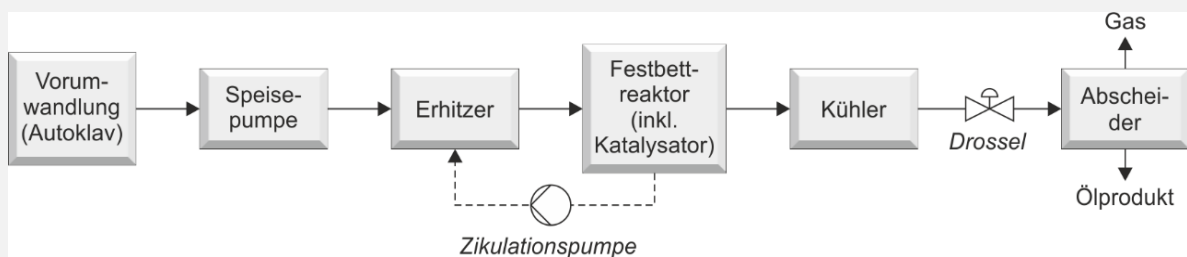 Vorum-
wandlung
(Autoklav)
Speise-
pumpe
Erhitzer
Festbett-
reaktor
(inkl.
Katalysator)
Kühler
Drossel
Gas
Abschei-
der
Ölprodukt
Zikulationspumpe